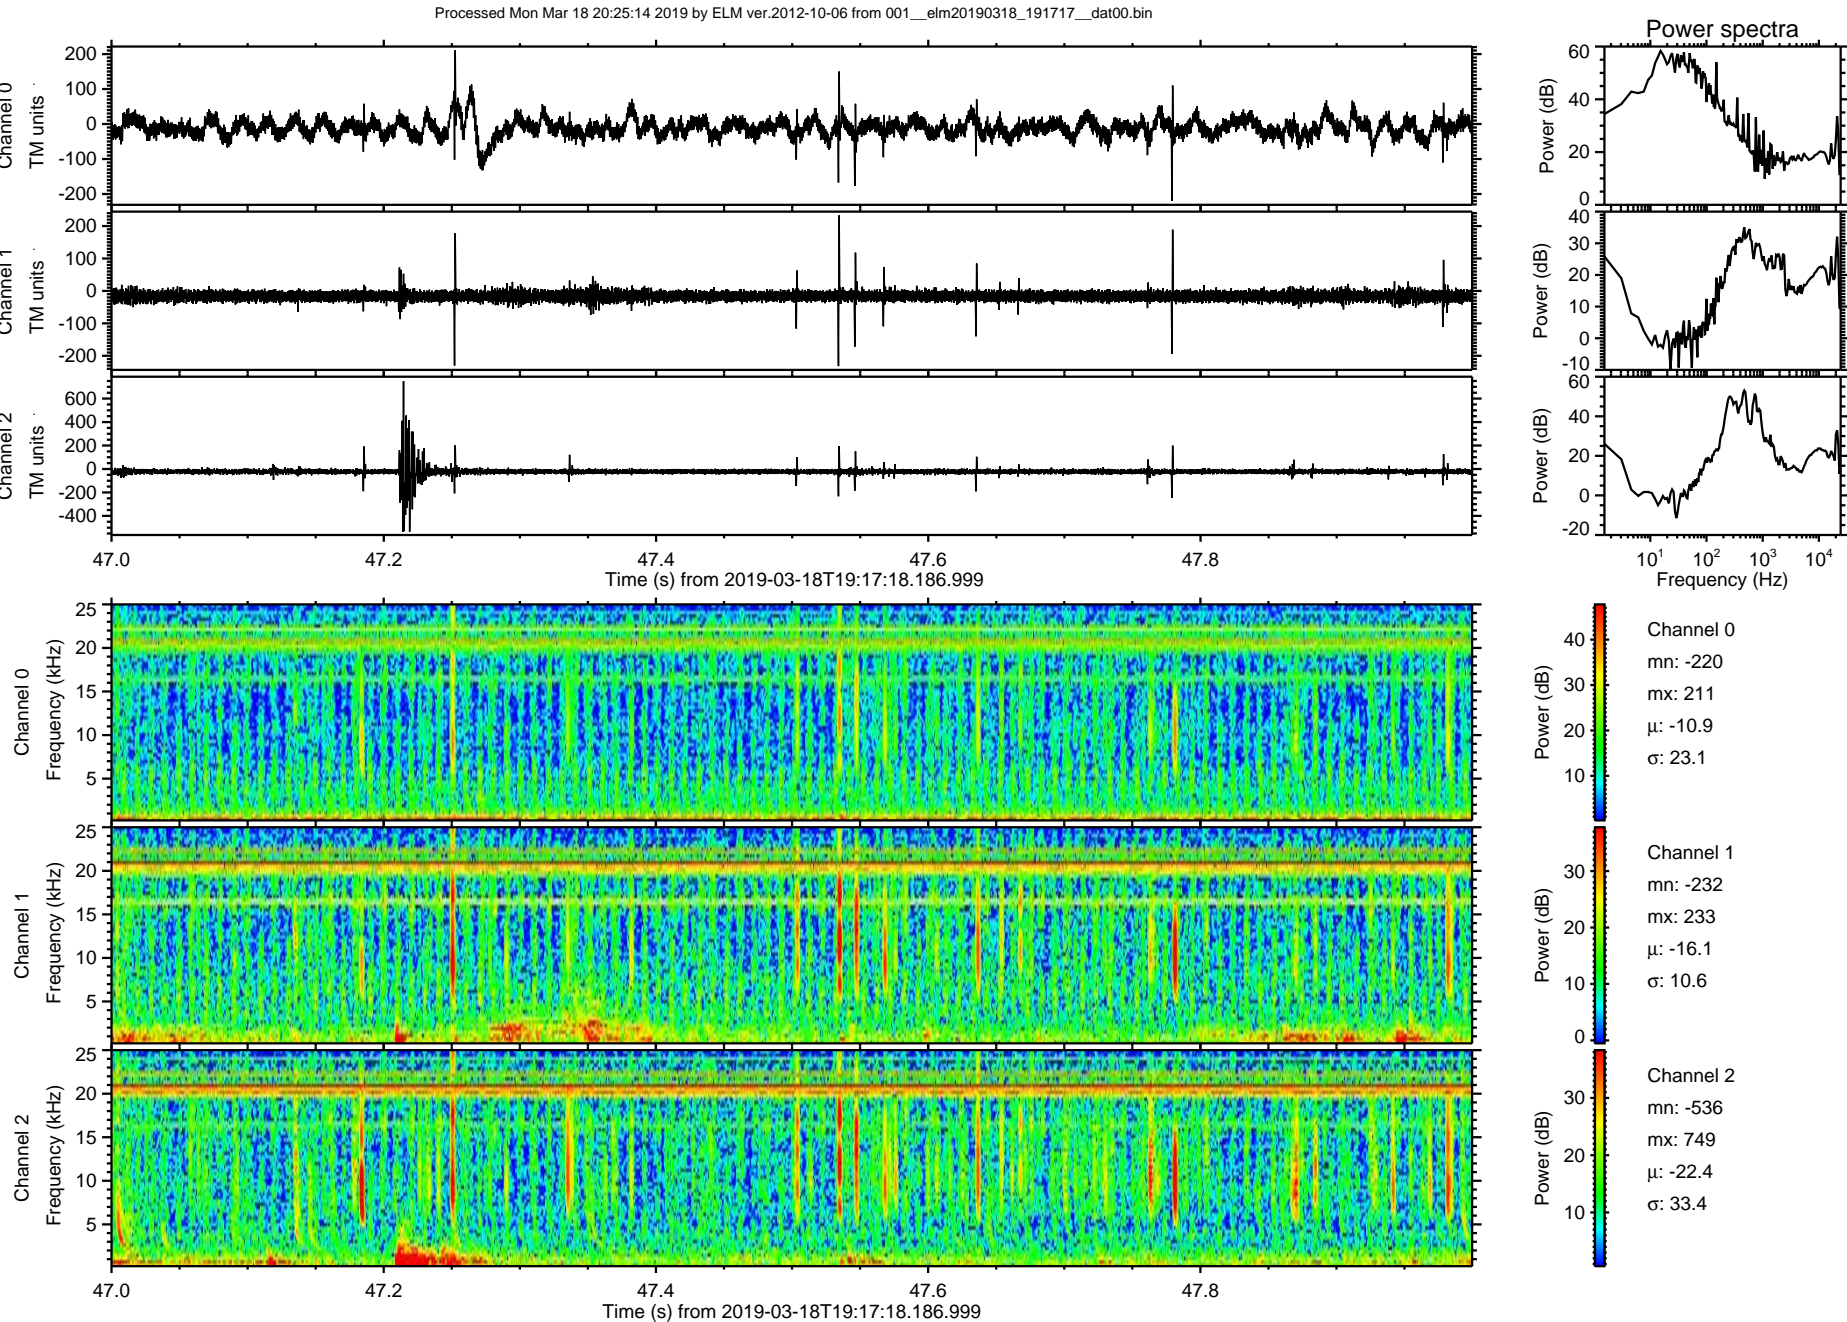 Processed Mon Mar 18 20:25:14 2019 by ELM ver.2012-10-06 from 001__elm20190318_191717__dat00.bin
Power spectra
Channel 0
TM units
200
100
0
-100
-200
Power (dB)
60
40
20
0
Channel 1
TM units
200
100
0
-100
-200
Power (dB)
40
30
20
10
0
-10
Channel 2
TM units
600
400
200
0
-200
-400
Power (dB)
60
40
20
0
-20
47.0 47.2 47.4 47.6 47.8
Time (s) from 2019-03-18T19:17:18.186.999
10¹ 10² 10³ 10⁴
Frequency (Hz)
Channel 0
Frequency (kHz)
25
20
15
10
5
Power (dB)
40
30
20
10
Channel 0
mn: -220
mx: 211
μ: -10.9
σ: 23.1
Channel 1
Frequency (kHz)
25
20
15
10
5
Power (dB)
30
20
10
0
Channel 1
mn: -232
mx: 233
μ: -16.1
σ: 10.6
Channel 2
Frequency (kHz)
25
20
15
10
5
Power (dB)
30
20
10
Channel 2
mn: -536
mx: 749
μ: -22.4
σ: 33.4
47.0 47.2 47.4 47.6 47.8
Time (s) from 2019-03-18T19:17:18.186.999